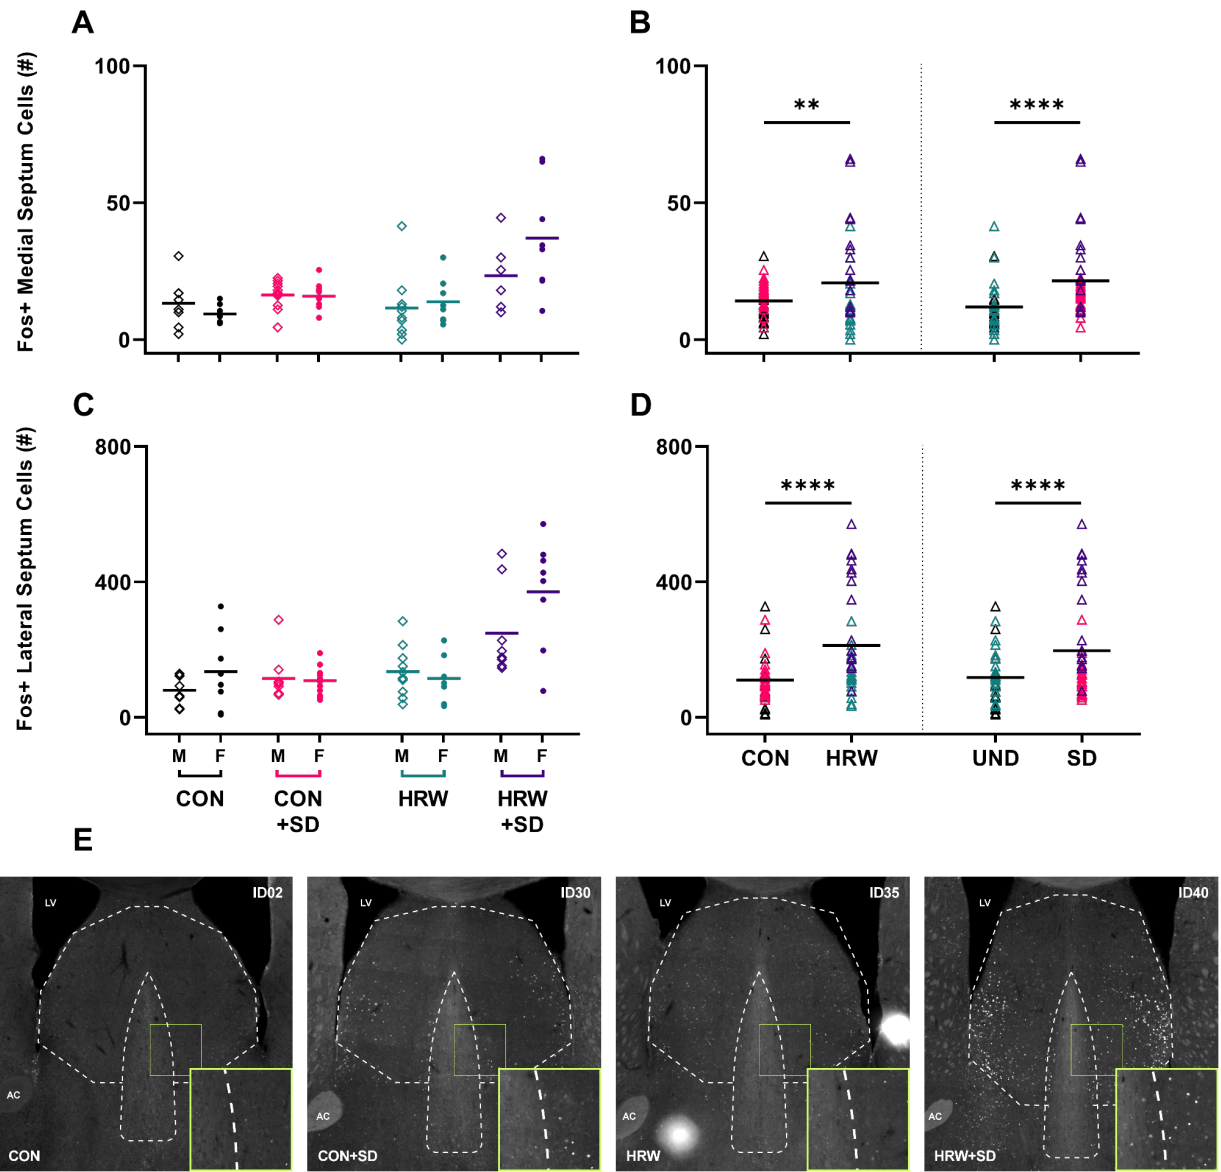 A
B
Fos+ Medial Septum Cells (#)
100
50
0
100
50
0
**
****
C
D
Fos+ Lateral Septum Cells (#)
800
400
0
800
400
0
****
****
M F M F M F M F
CON
CON
+SD
HRW
HRW
+SD
CON HRW UND SD
E
LV
ID02
AC
CON
LV
ID30
AC
CON+SD
LV
ID35
AC
HRW
LV
ID40
AC
HRW+SD